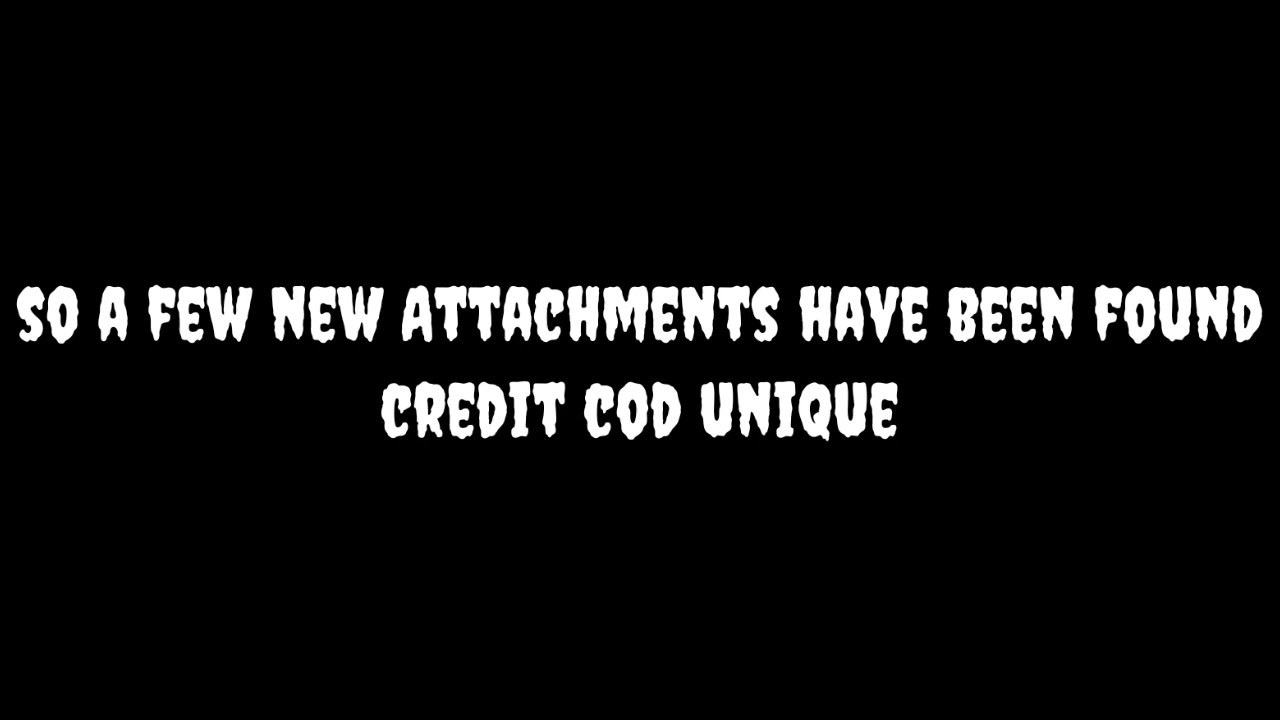 SO A FEW NEW ATTACHMENTS HAVE BEEN FOUND
CREDIT COD UNIQUE